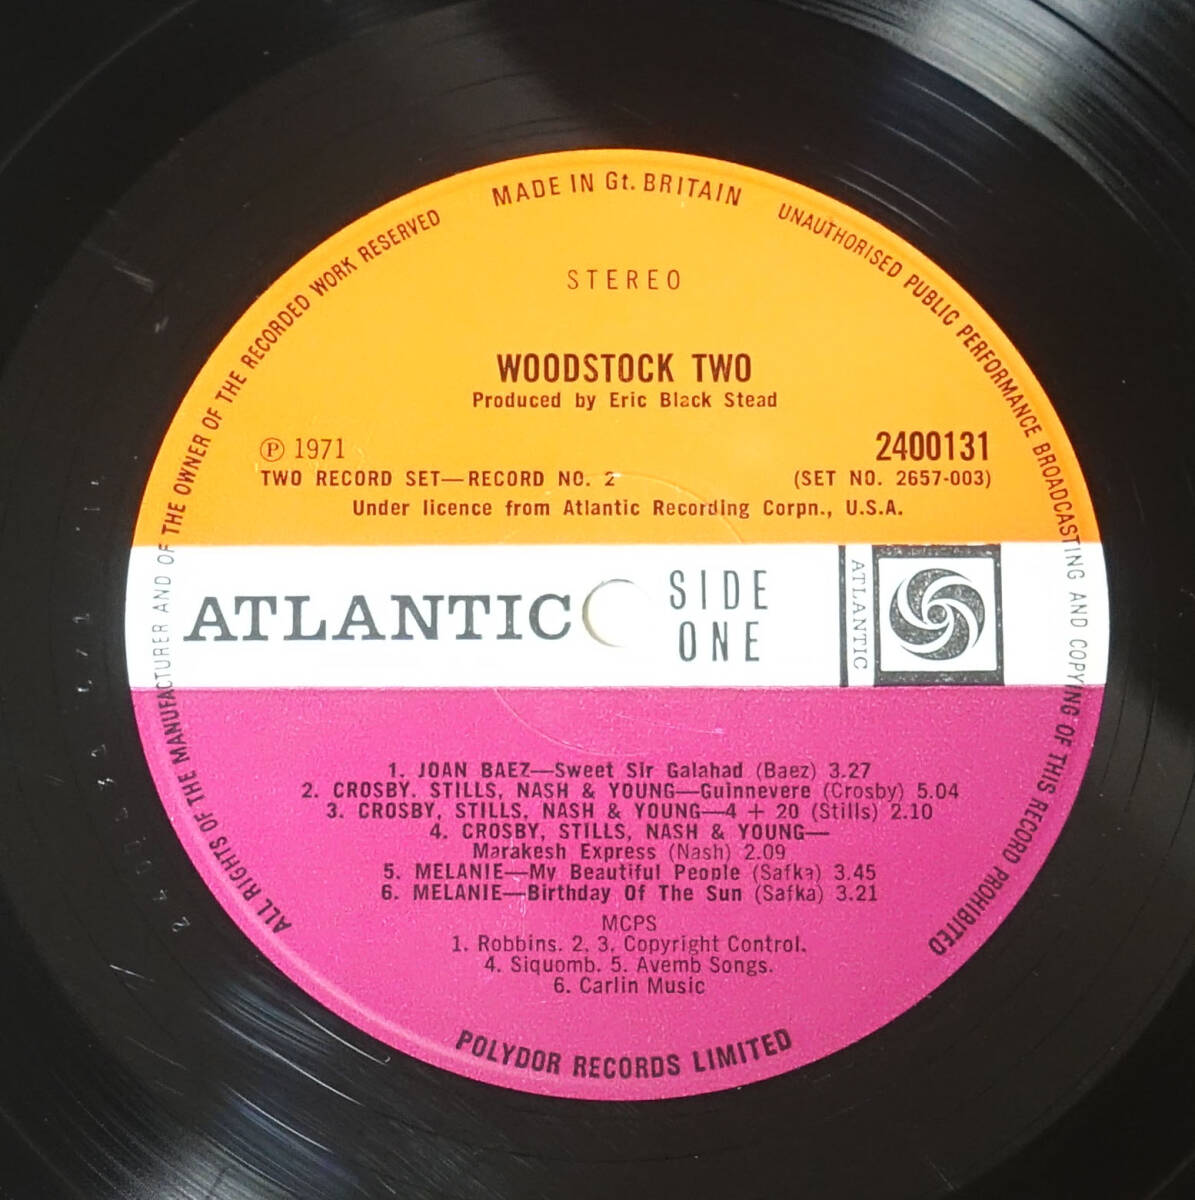 MADE IN Gt. BRITAIN
UNAUTHORISED PUBLIC PERFORMANCE BROADCASTING AND COPYING OF THIS RECORD PROHIBITED
ALL RIGHTS OF THE MANUFACTURER AND OF THE OWNER OF THE RECORDED WORK RESERVED
STEREO
WOODSTOCK TWO
Produced by Eric Black Stead
℗ 1971
2400131
TWO RECORD SET—RECORD NO. 2
(SET NO. 2657-003)
Under licence from Atlantic Recording Corpn., U.S.A.
ATLANTIC
SIDE
ONE
ATLANTIC
1. JOAN BAEZ—Sweet Sir Galahad (Baez) 3.27
2. CROSBY. STILLS, NASH & YOUNG—Guinnevere (Crosby) 5.04
3. CROSBY, STILLS, NASH & YOUNG—4 + 20 (Stills) 2.10
4. CROSBY, STILLS, NASH & YOUNG—
Marakesh Express (Nash) 2.09
5. MELANIE—My Beautiful People (Safka) 3.45
6. MELANIE—Birthday Of The Sun (Safka) 3.21
MCPS
1. Robbins. 2, 3. Copyright Control.
4. Siquomb. 5. Avemb Songs.
6. Carlin Music
POLYDOR RECORDS LIMITED